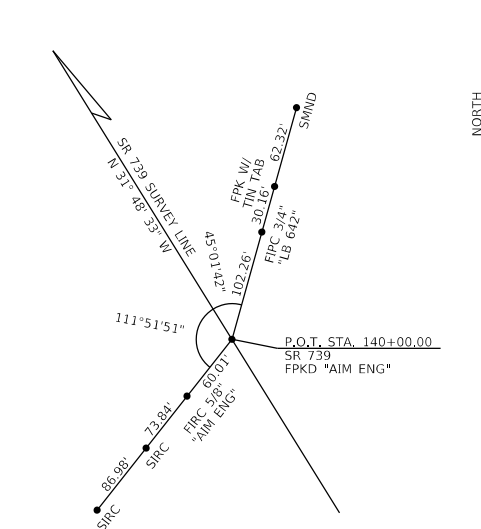 NORTH
SMND
62.32'
FPK W/
TIN TAB
30.16'
FIPC 3/4"
"LB 642"
SR 739 SURVEY LINE
N 31° 48' 33" W
45°01'42"
102.26'
111°51'51"
P.O.T. STA. 140+00.00
SR 739
FPKD "AIM ENG"
60.01'
FIRC 5/8"
"AIM ENG"
73.84'
SIRC
86.98'
SIRC